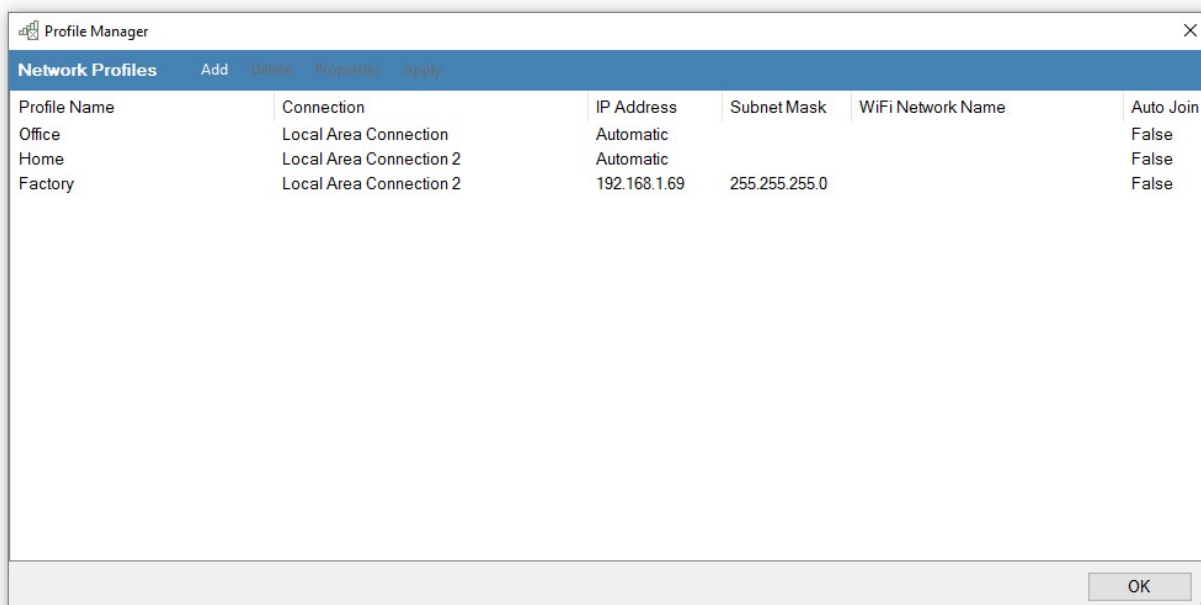 Profile Manager
Network Profiles Add Delete Properties Apply
Profile Name Connection IP Address Subnet Mask WiFi Network Name Auto Join
Office Local Area Connection Automatic False
Home Local Area Connection 2 Automatic False
Factory Local Area Connection 2 192.168.1.69 255.255.255.0 False
OK